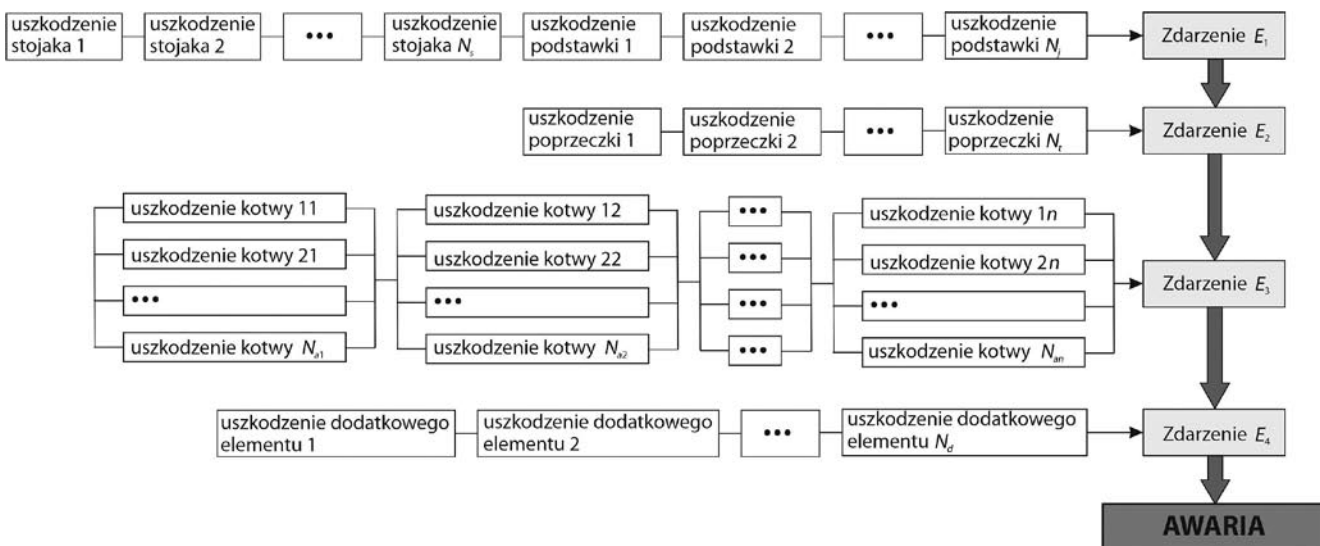 uszkodzenie
stojaka 1
uszkodzenie
stojaka 2
•••
uszkodzenie
stojaka Ns
uszkodzenie
podstawki 1
uszkodzenie
podstawki 2
•••
uszkodzenie
podstawki Nj
Zdarzenie E1
uszkodzenie
poprzeczki 1
uszkodzenie
poprzeczki 2
•••
uszkodzenie
poprzeczki Nt
Zdarzenie E2
uszkodzenie kotwy 11
uszkodzenie kotwy 21
•••
uszkodzenie kotwy Na1
uszkodzenie kotwy 12
uszkodzenie kotwy 22
•••
uszkodzenie kotwy Na2
•••
•••
•••
•••
uszkodzenie kotwy 1n
uszkodzenie kotwy 2n
•••
uszkodzenie kotwy Nan
Zdarzenie E3
uszkodzenie dodatkowego
elementu 1
uszkodzenie dodatkowego
elementu 2
•••
uszkodzenie dodatkowego
elementu Nd
Zdarzenie E4
AWARIA